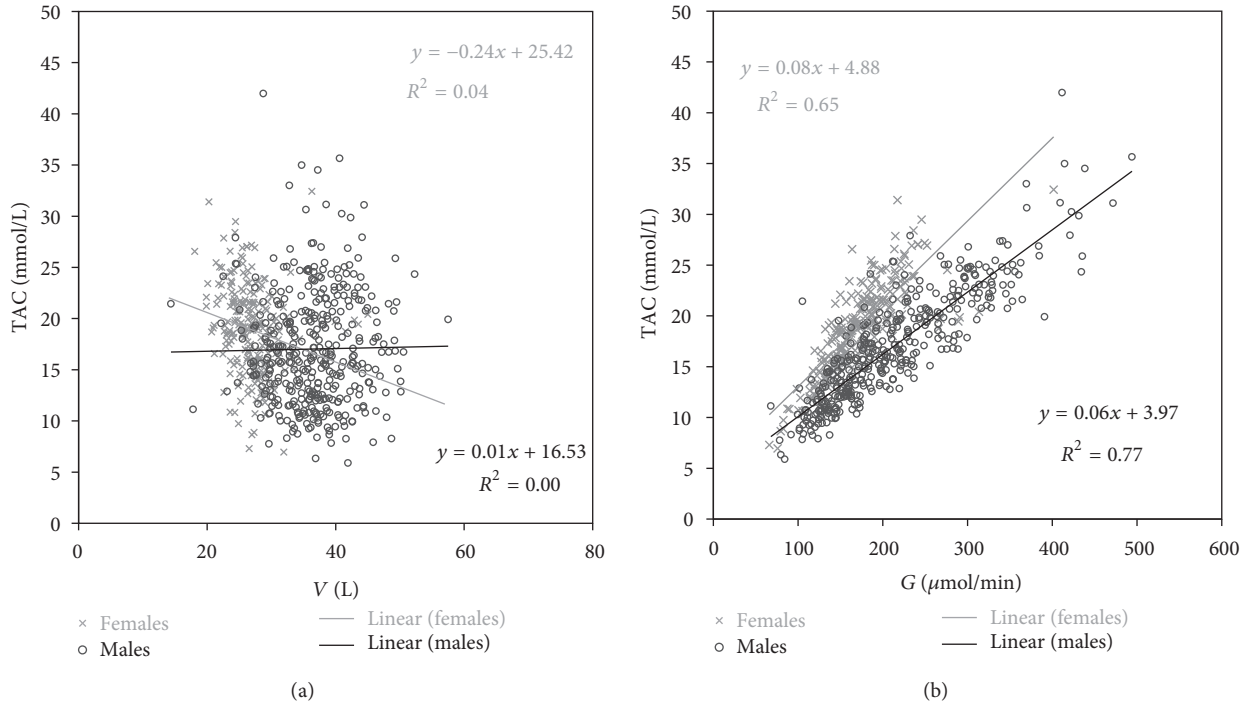 50
45
40
35
30
25
20
15
10
5
0
TAC (mmol/L)
y = −0.24x + 25.42
R² = 0.04
y = 0.01x + 16.53
R² = 0.00
0 20 40 60 80
V (L)
× Females
Males
Linear (females)
Linear (males)
(a)
50
45
40
35
30
25
20
15
10
5
0
TAC (mmol/L)
y = 0.08x + 4.88
R² = 0.65
y = 0.06x + 3.97
R² = 0.77
0 100 200 300 400 500 600
G (μmol/min)
× Females
Males
Linear (females)
Linear (males)
(b)